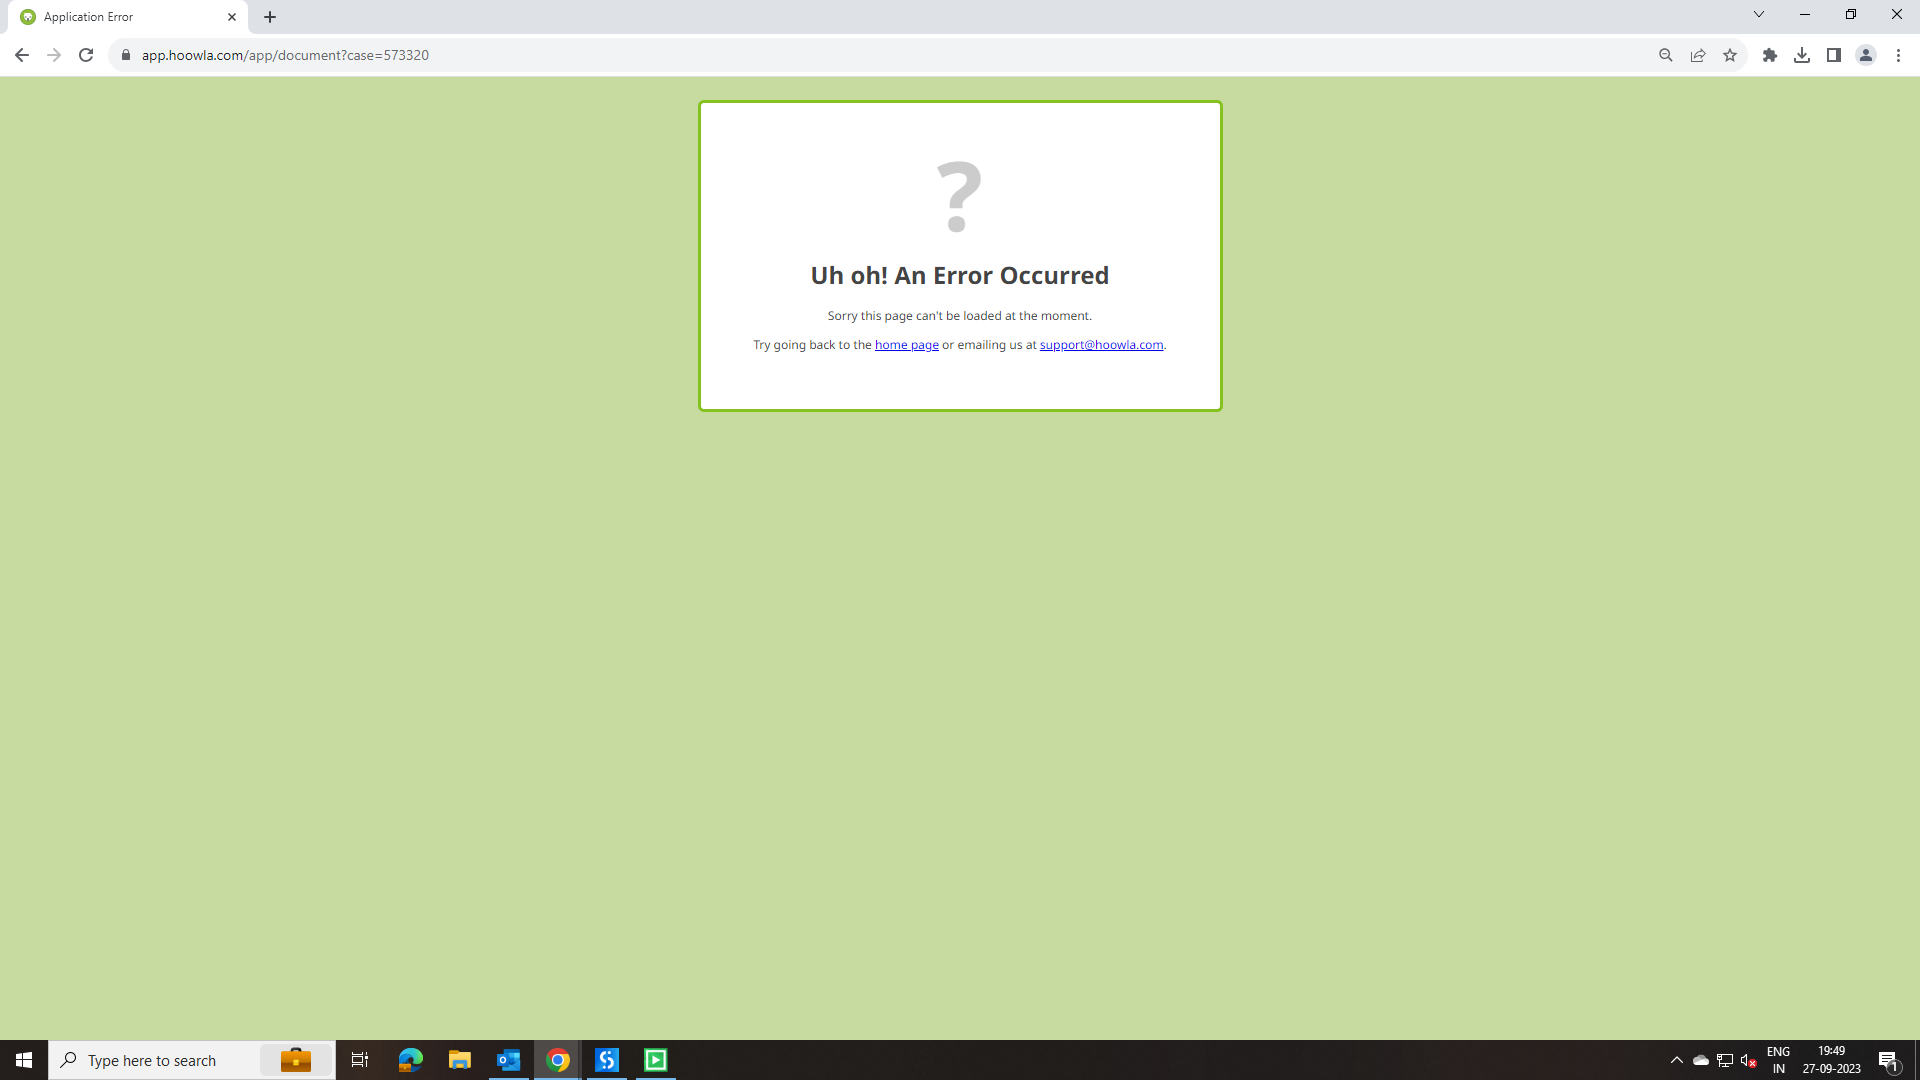 Application Error
app.hoowla.com/app/document?case=573320
?
Uh oh! An Error Occurred
Sorry this page can't be loaded at the moment.
Try going back to the home page or emailing us at support@hoowla.com.
Type here to search
ENG
IN
19:49
27-09-2023
1